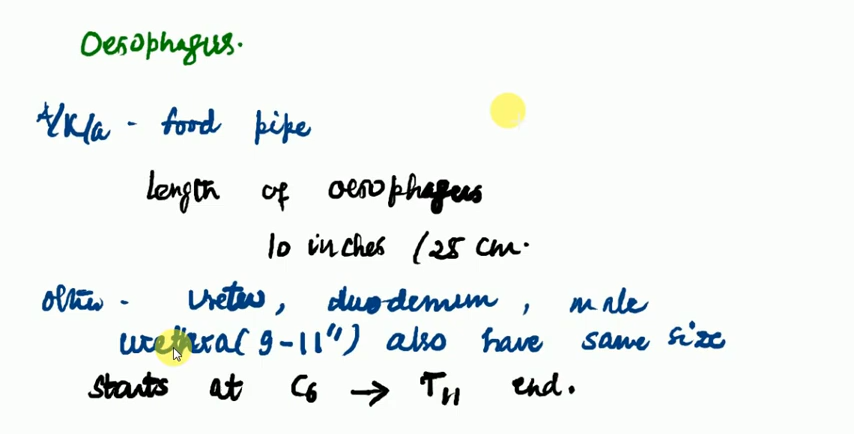 Oesophagus.
A/K/a - food pipe
length of oesophagus
10 inches (25 cm.
others - Ureter, duodenum, male
urethra( 9-11") also have same size
starts at C6 → T11 end.